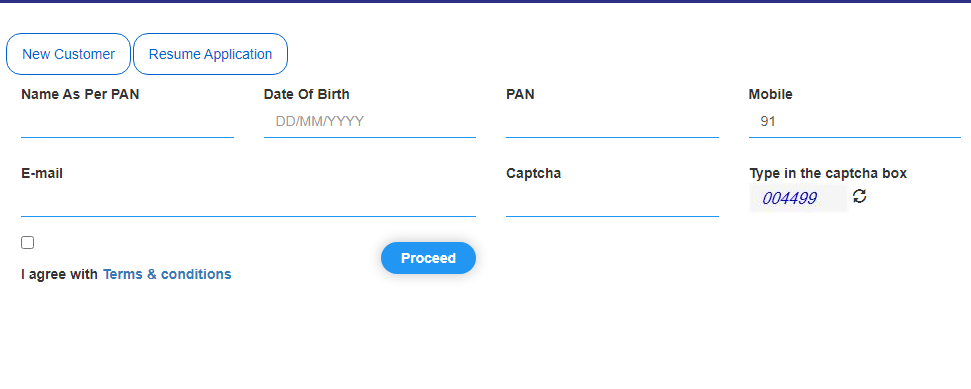 New Customer Resume Application
Name As Per PAN Date Of Birth PAN Mobile
DD/MM/YYYY 91
E-mail Captcha Type in the captcha box
004499
Proceed
I agree with Terms & conditions